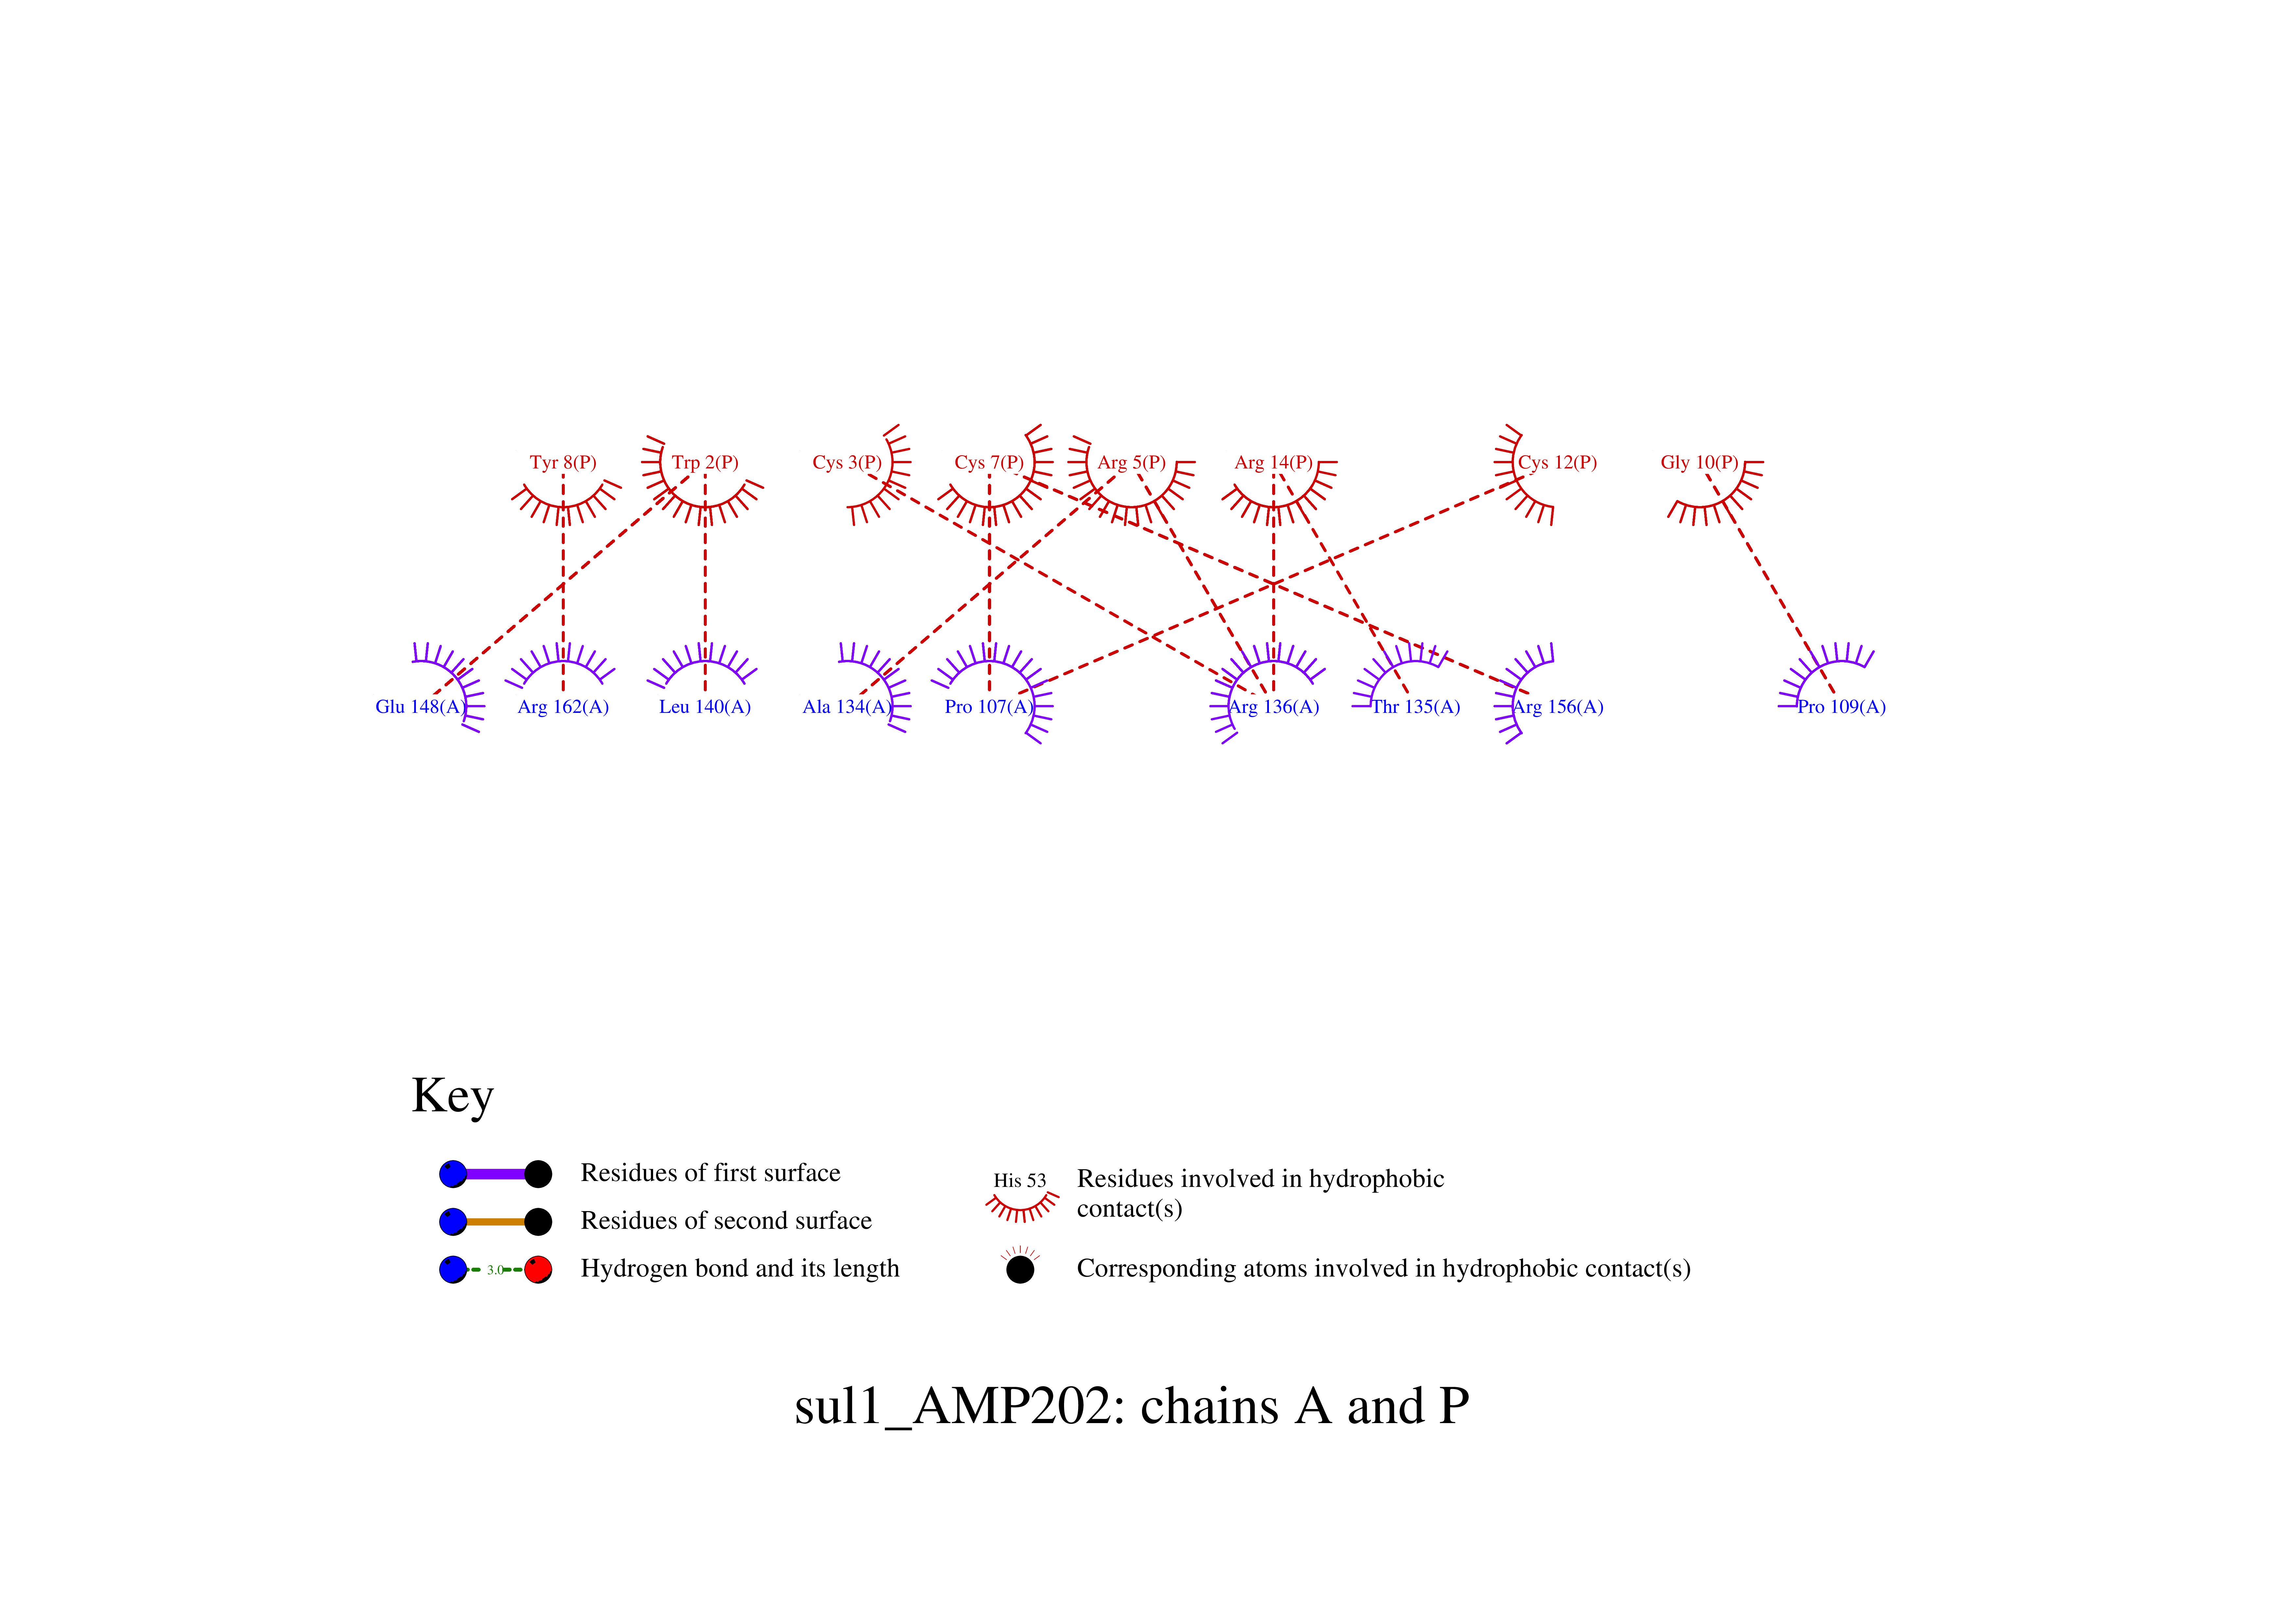 Tyr 8(P) Trp 2(P) Cys 3(P) Cys 7(P) Arg 5(P) Arg 14(P) Cys 12(P) Gly 10(P)
Glu 148(A) Arg 162(A) Leu 140(A) Ala 134(A) Pro 107(A) Arg 136(A) Thr 135(A) Arg 156(A) Pro 109(A)
Key
Residues of first surface
Residues of second surface
3.0 Hydrogen bond and its length
His 53 Residues involved in hydrophobic
contact(s)
Corresponding atoms involved in hydrophobic contact(s)
sul1_AMP202: chains A and P